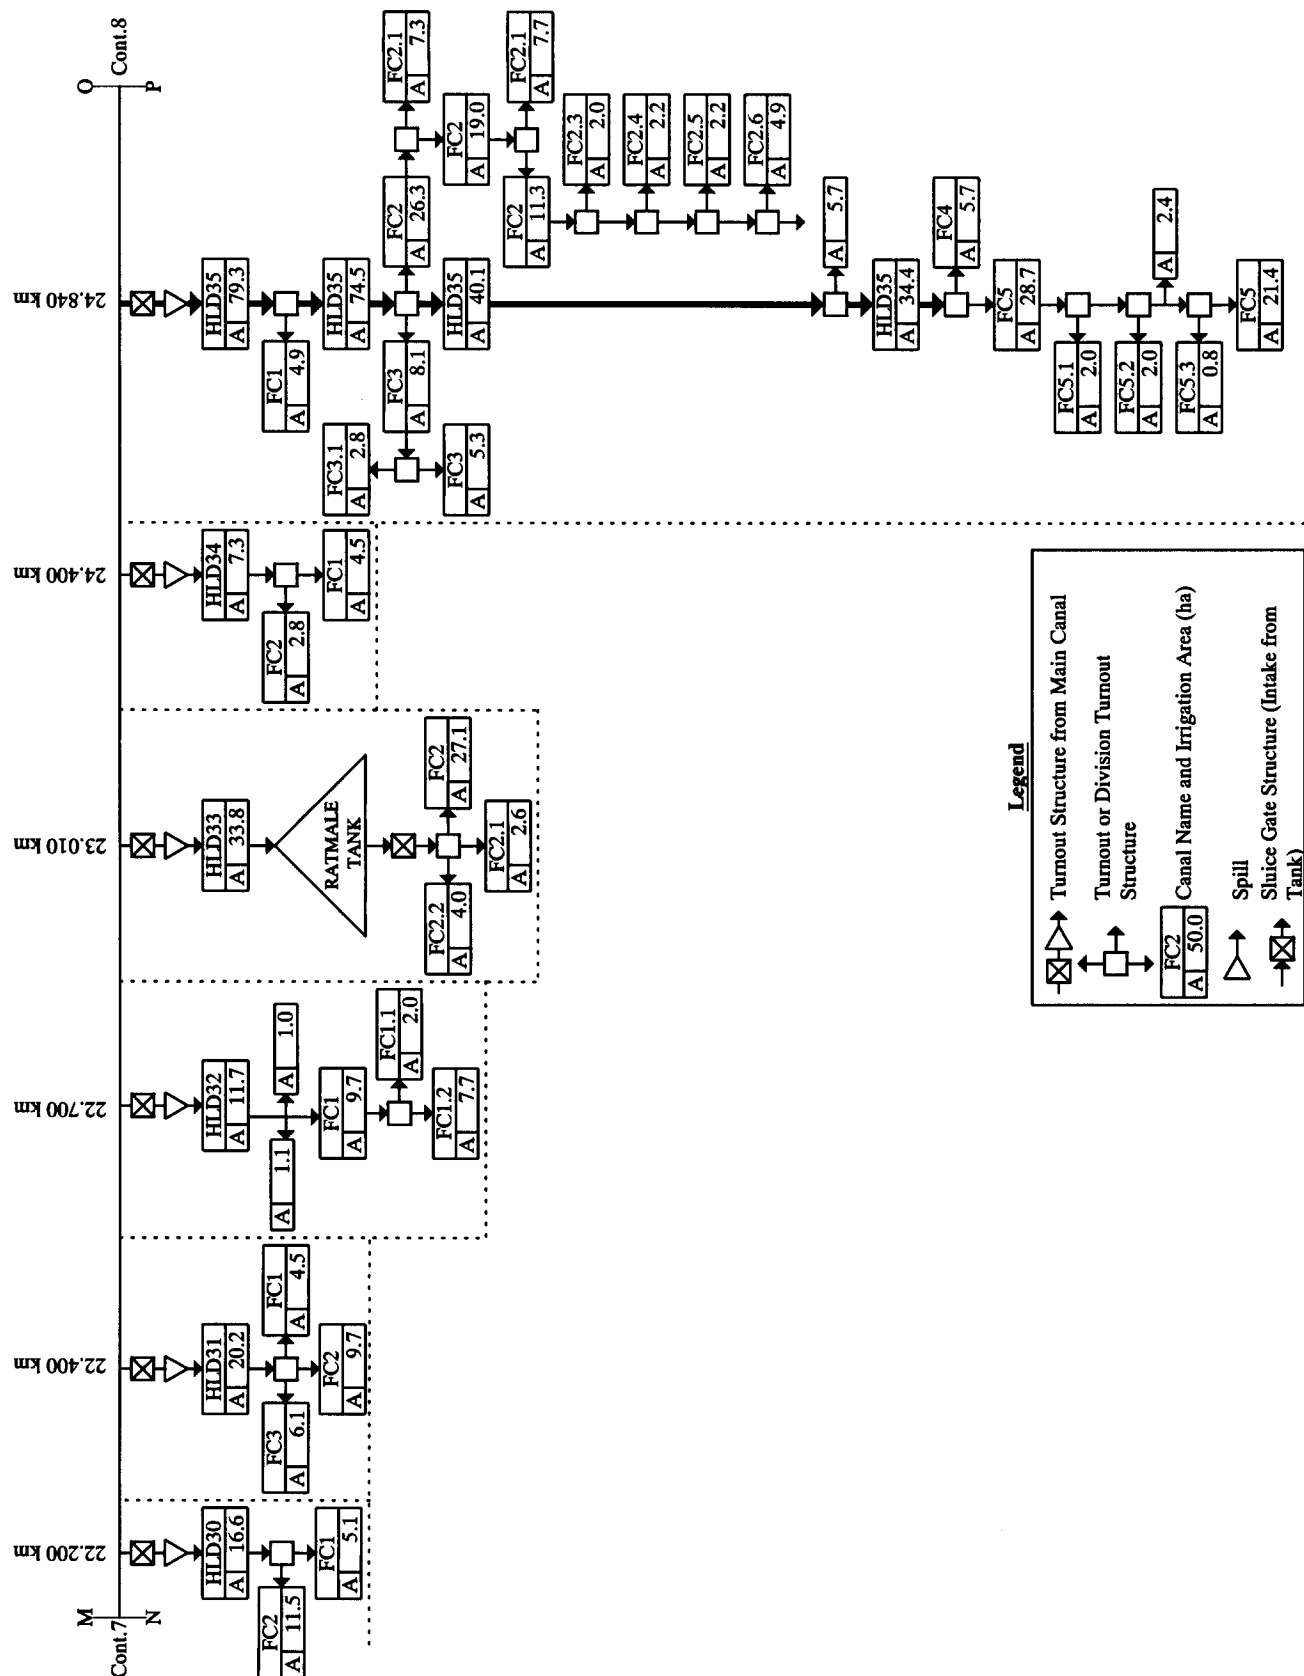 M
N
Cont.7
O
P
Cont.8
22.200 km
HLD30
A 16.6
FC2
A 11.5
FC1
A 5.1
22.400 km
HLD31
A 20.2
FC3
A 6.1
FC1
A 4.5
FC2
A 9.7
22.700 km
HLD32
A 11.7
A 1.1
A 1.0
FC1
A 9.7
FC1.1
A 2.0
FC1.2
A 7.7
23.010 km
HLD33
A 33.8
RATMALE
TANK
FC2.2
A 4.0
FC2
A 27.1
FC2.1
A 2.6
24.400 km
HLD34
A 7.3
FC2
A 2.8
FC1
A 4.5
24.840 km
HLD35
A 79.3
FC1
A 4.9
HLD35
A 74.5
FC3
A 8.1
FC3.1
A 2.8
FC3
A 5.3
FC2
A 26.3
FC2.1
A 7.3
FC2
A 19.0
FC2.1
A 7.7
FC2
A 11.3
FC2.3
A 2.0
FC2.4
A 2.2
FC2.5
A 2.2
FC2.6
A 4.9
HLD35
A 40.1
A 5.7
HLD35
A 34.4
FC4
A 5.7
FC5
A 28.7
FC5.1
A 2.0
FC5.2
A 2.0
A 2.4
FC5.3
A 0.8
FC5
A 21.4
Legend
Turnout Structure from Main Canal
Turnout or Division Turnout
Structure
FC2
A 50.0
Canal Name and Irrigation Area (ha)
Spill
Sluice Gate Structure (Intake from
Tank)